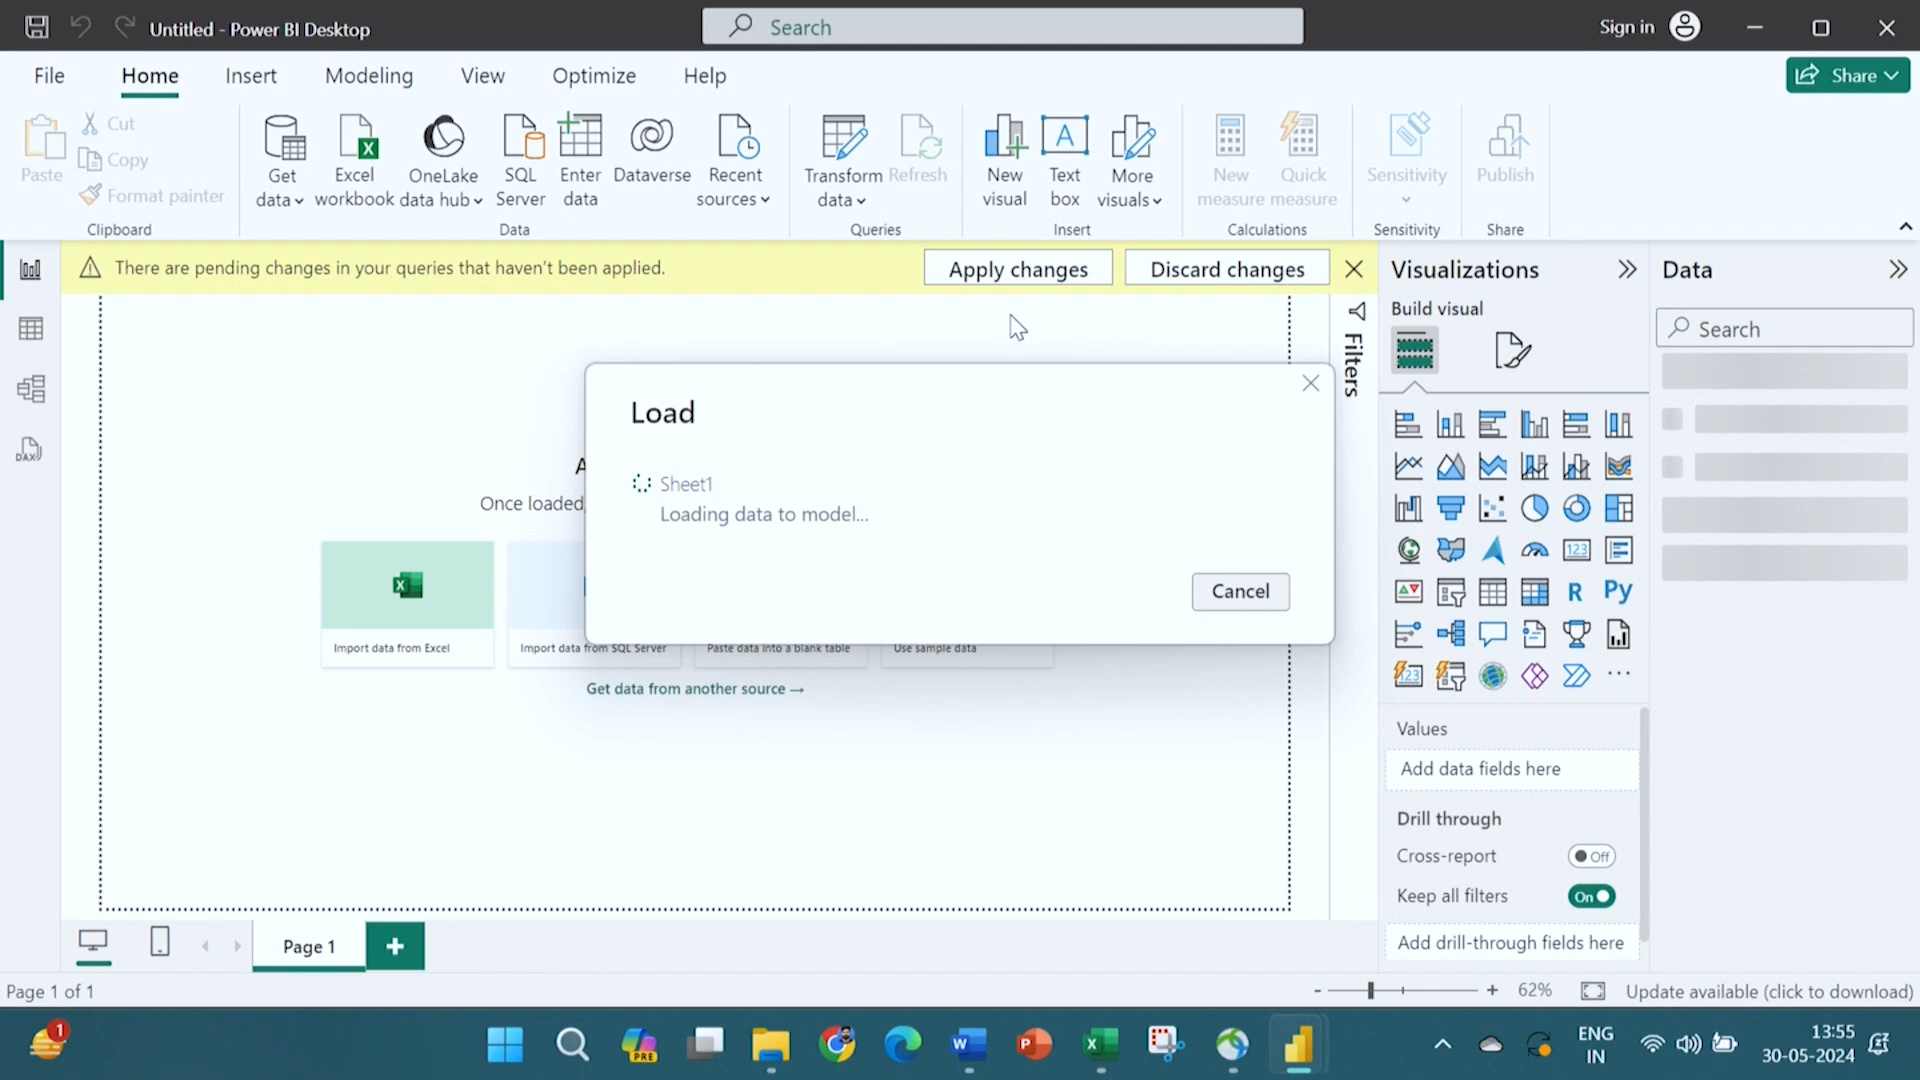 Untitled - Power BI Desktop
Search
Sign in
File Home Insert Modeling View Optimize Help
Share
Paste
Cut
Copy
Format painter
Clipboard
Get data
Excel workbook
OneLake data hub
SQL Server
Enter data
Dataverse
Recent sources
Data
Transform data
Refresh
Queries
New visual
Text box
More visuals
Insert
New measure
Quick measure
Calculations
Sensitivity
Sensitivity
Publish
Share
There are pending changes in your queries that haven't been applied.
Apply changes
Discard changes
Filters
Load
Sheet1
Loading data to model...
Cancel
A
Once loaded,
Import data from Excel
Import data from SQL Server
Paste data into a blank table
Use sample data
Get data from another source →
Visualizations
Build visual
123
R
Py
123
Values
Add data fields here
Drill through
Cross-report
Off
Keep all filters
On
Add drill-through fields here
Data
Search
DAX
Page 1
Page 1 of 1
- + 62%
Update available (click to download)
1
PRE
W
P
X
ENG
IN
13:55
30-05-2024